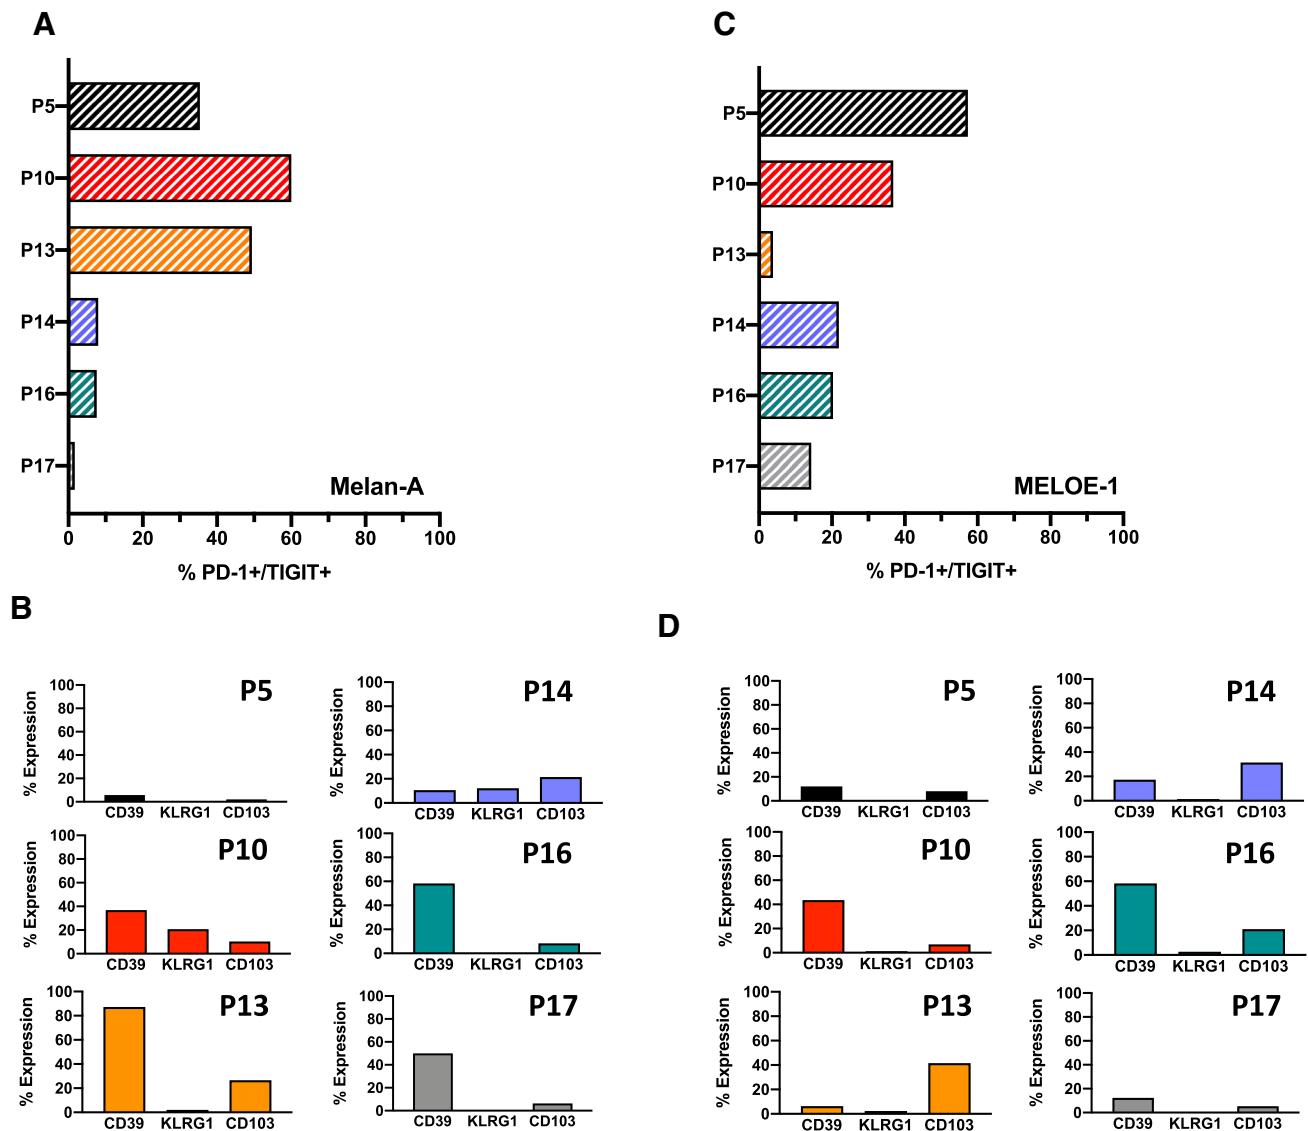 A
P5
P10
P13
P14
P16
P17
Melan-A
0 20 40 60 80 100
% PD-1+/TIGIT+
C
P5
P10
P13
P14
P16
P17
MELOE-1
0 20 40 60 80 100
% PD-1+/TIGIT+
B
P5
% Expression
100
80
60
40
20
0
CD39 KLRG1 CD103
P14
% Expression
100
80
60
40
20
0
CD39 KLRG1 CD103
P10
% Expression
100
80
60
40
20
0
CD39 KLRG1 CD103
P16
% Expression
100
80
60
40
20
0
CD39 KLRG1 CD103
P13
% Expression
100
80
60
40
20
0
CD39 KLRG1 CD103
P17
% Expression
100
80
60
40
20
0
CD39 KLRG1 CD103
D
P5
% Expression
100
80
60
40
20
0
CD39 KLRG1 CD103
P14
% Expression
100
80
60
40
20
0
CD39 KLRG1 CD103
P10
% Expression
100
80
60
40
20
0
CD39 KLRG1 CD103
P16
% Expression
100
80
60
40
20
0
CD39 KLRG1 CD103
P13
% Expression
100
80
60
40
20
0
CD39 KLRG1 CD103
P17
% Expression
100
80
60
40
20
0
CD39 KLRG1 CD103